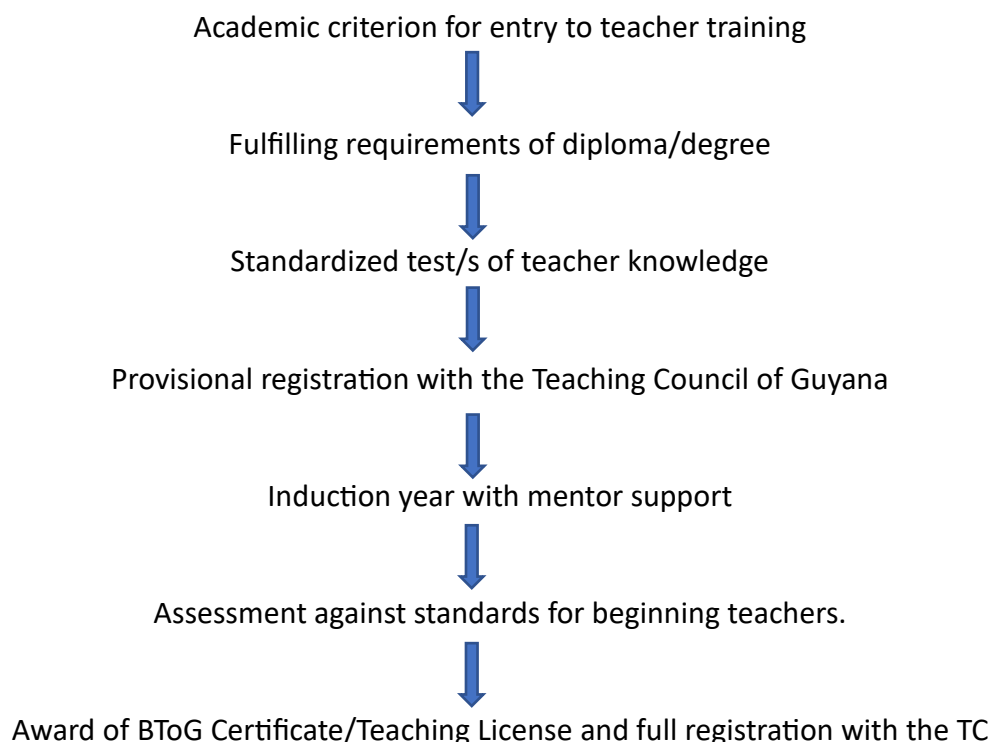 Academic criterion for entry to teacher training
Fulfilling requirements of diploma/degree
Standardized test/s of teacher knowledge
Provisional registration with the Teaching Council of Guyana
Induction year with mentor support
Assessment against standards for beginning teachers.
Award of BToG Certificate/Teaching License and full registration with the TC